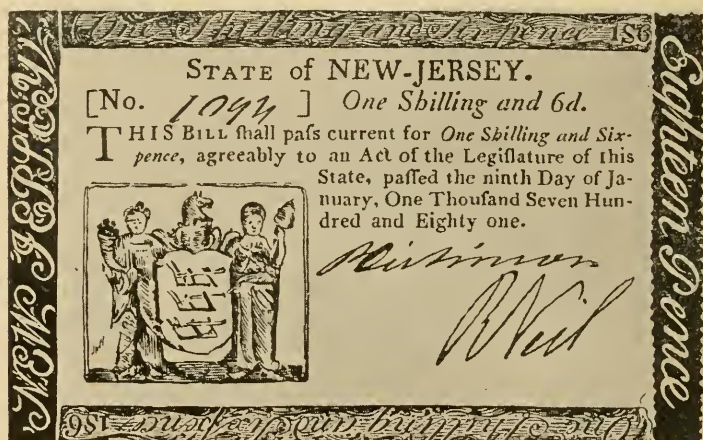 One Shilling and Six pence 1S6
STATE of NEW-JERSEY.
[No. 1094 ] One Shilling and 6d.
THIS BILL ſhall paſs current for One Shilling and Six-
pence, agreeably to an Act of the Legiſlature of this
State, paſſed the ninth Day of Ja-
nuary, One Thouſand Seven Hun-
dred and Eighty one.
RNeil
Eighteen Pence
One Shilling and Six pence 1S6